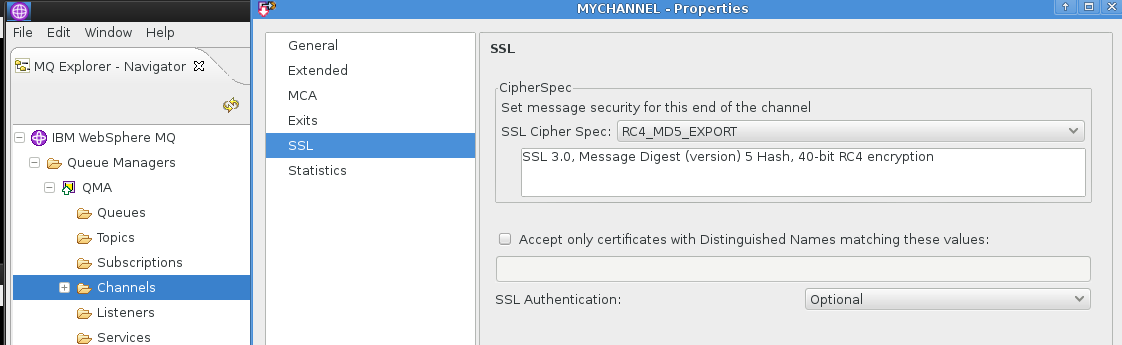 MYCHANNEL - Properties
File Edit Window Help
MQ Explorer - Navigator
IBM WebSphere MQ
Queue Managers
QMA
Queues
Topics
Subscriptions
Channels
Listeners
Services
General
Extended
MCA
Exits
SSL
Statistics
SSL
CipherSpec
Set message security for this end of the channel
SSL Cipher Spec: RC4_MD5_EXPORT
SSL 3.0, Message Digest (version) 5 Hash, 40-bit RC4 encryption
Accept only certificates with Distinguished Names matching these values:
SSL Authentication: Optional